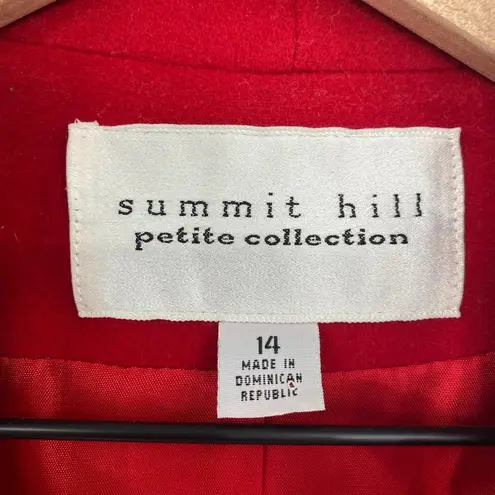 summit hill
petite collection
14
MADE IN
DOMINICAN
REPUBLIC